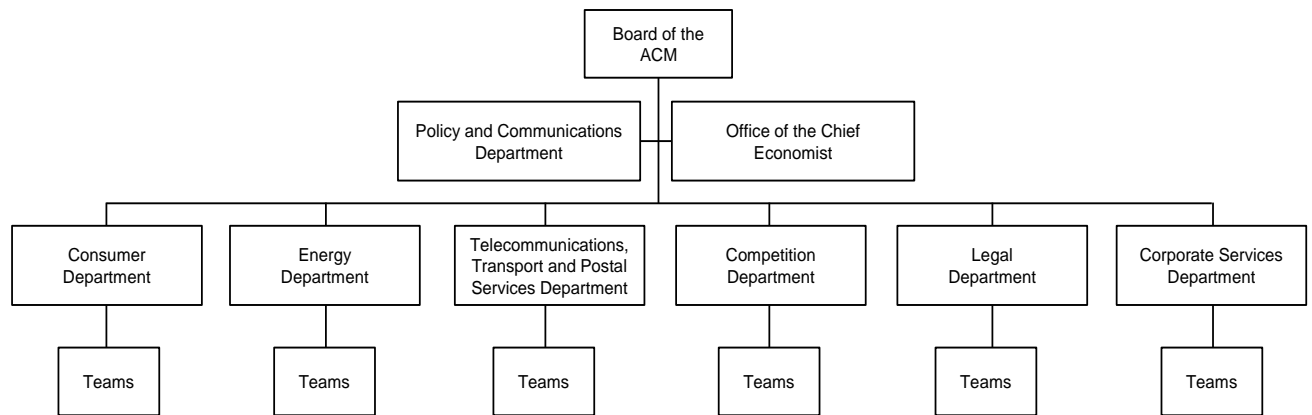 Board of the
ACM
Policy and Communications
Department
Office of the Chief
Economist
Consumer
Department
Energy
Department
Telecommunications,
Transport and Postal
Services Department
Competition
Department
Legal
Department
Corporate Services
Department
Teams
Teams
Teams
Teams
Teams
Teams